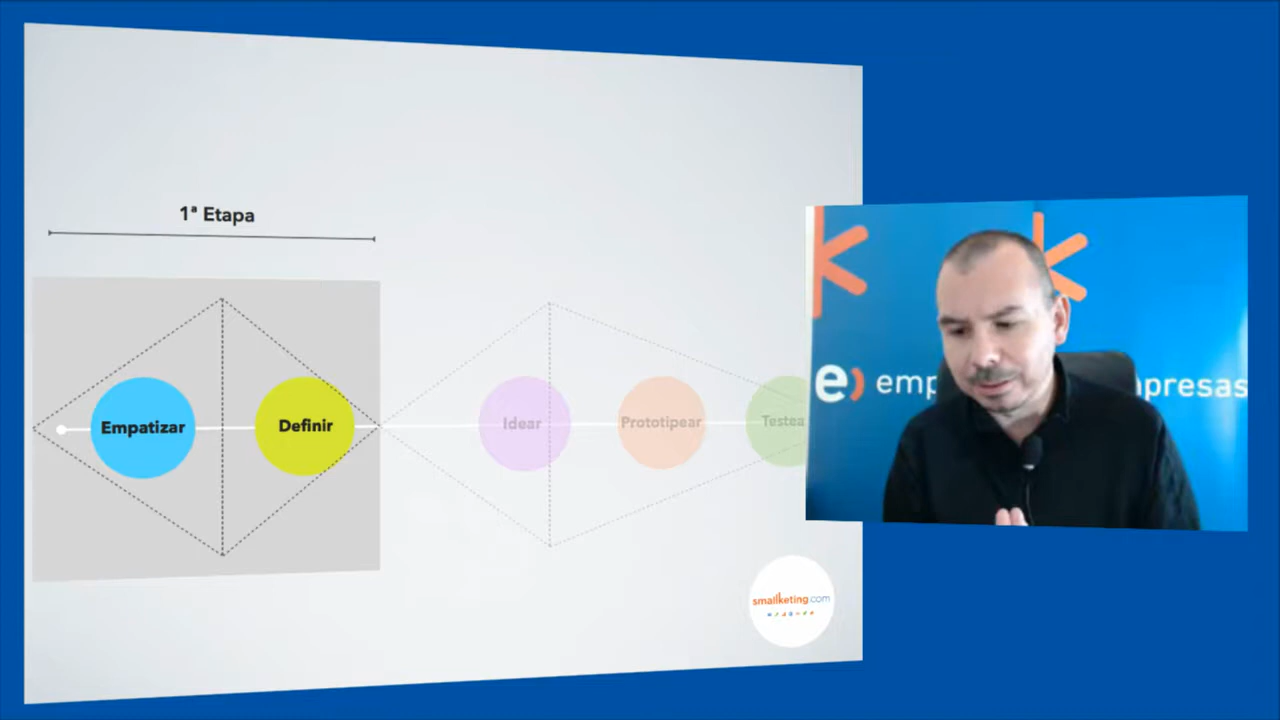 1ª Etapa
Empatizar
Definir
Idear
Prototipear
Testea
smallketing.com
e) emp
mpresas